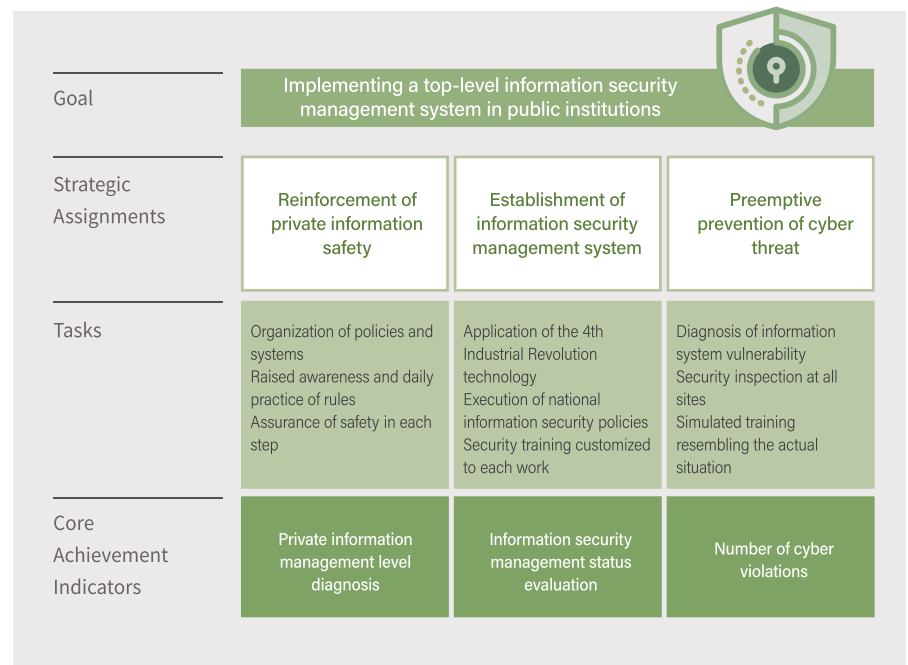 Goal
Implementing a top-level information security
management system in public institutions
Strategic
Assignments
Reinforcement of
private information
safety
Establishment of
information security
management system
Preemptive
prevention of cyber
threat
Tasks
Organization of policies and
systems
Raised awareness and daily
practice of rules
Assurance of safety in each
step
Application of the 4th
Industrial Revolution
technology
Execution of national
information security policies
Security training customized
to each work
Diagnosis of information
system vulnerability
Security inspection at all
sites
Simulated training
resembling the actual
situation
Core
Achievement
Indicators
Private information
management level
diagnosis
Information security
management status
evaluation
Number of cyber
violations